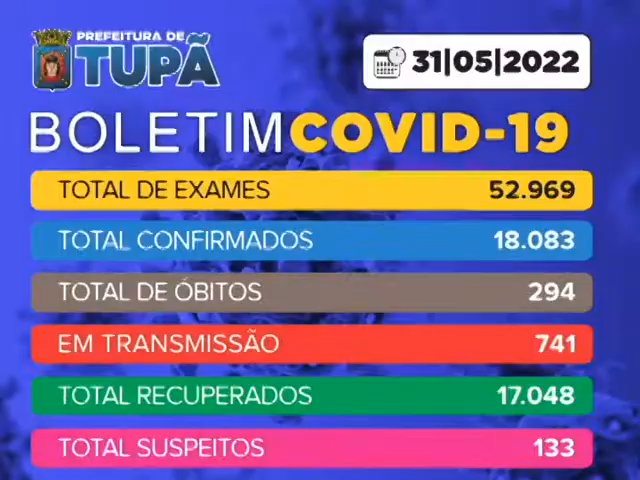 PREFEITURA DE
TUPÃ
31|05|2022
BOLETIM COVID-19
TOTAL DE EXAMES 52.969
TOTAL CONFIRMADOS 18.083
TOTAL DE ÓBITOS 294
EM TRANSMISSÃO 741
TOTAL RECUPERADOS 17.048
TOTAL SUSPEITOS 133